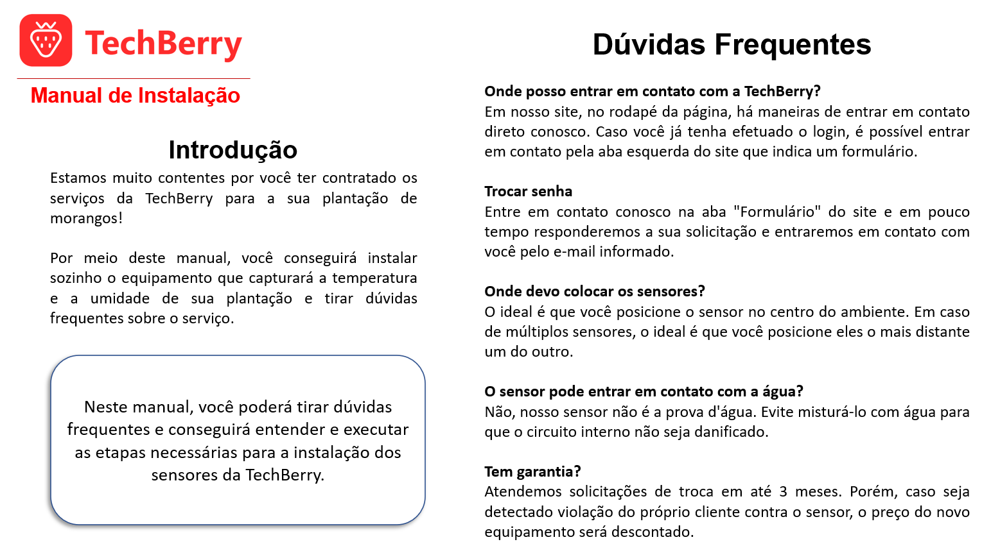 TechBerry
Manual de Instalação
Introdução
Estamos muito contentes por você ter contratado os
serviços da TechBerry para a sua plantação de
morangos!
Por meio deste manual, você conseguirá instalar
sozinho o equipamento que capturará a temperatura
e a umidade de sua plantação e tirar dúvidas
frequentes sobre o serviço.
Neste manual, você poderá tirar dúvidas
frequentes e conseguirá entender e executar
as etapas necessárias para a instalação dos
sensores da TechBerry.
Dúvidas Frequentes
Onde posso entrar em contato com a TechBerry?
Em nosso site, no rodapé da página, há maneiras de entrar em contato
direto conosco. Caso você já tenha efetuado o login, é possível entrar
em contato pela aba esquerda do site que indica um formulário.
Trocar senha
Entre em contato conosco na aba "Formulário" do site e em pouco
tempo responderemos a sua solicitação e entraremos em contato com
você pelo e-mail informado.
Onde devo colocar os sensores?
O ideal é que você posicione o sensor no centro do ambiente. Em caso
de múltiplos sensores, o ideal é que você posicione eles o mais distante
um do outro.
O sensor pode entrar em contato com a água?
Não, nosso sensor não é a prova d'água. Evite misturá-lo com água para
que o circuito interno não seja danificado.
Tem garantia?
Atendemos solicitações de troca em até 3 meses. Porém, caso seja
detectado violação do próprio cliente contra o sensor, o preço do novo
equipamento será descontado.